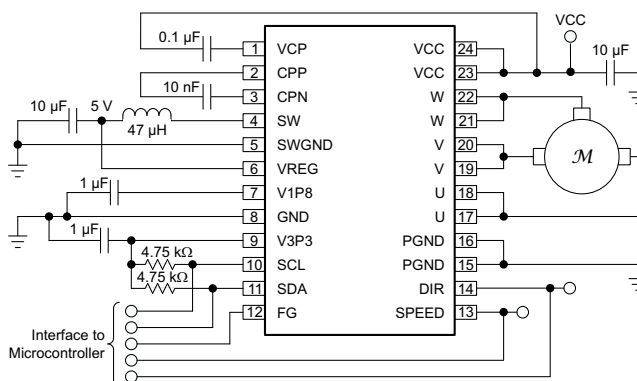 VCC
0.1 µF
10 µF
1 VCP VCC 24
2 CPP VCC 23
10 nF
3 CPN W 22
10 µF
5 V
47 µH
4 SW W 21
5 SWGND V 20
M
6 VREG V 19
1 µF
7 V1P8 U 18
8 GND U 17
1 µF
9 V3P3 PGND 16
4.75 kΩ
10 SCL PGND 15
4.75 kΩ
11 SDA DIR 14
12 FG SPEED 13
Interface to
Microcontroller